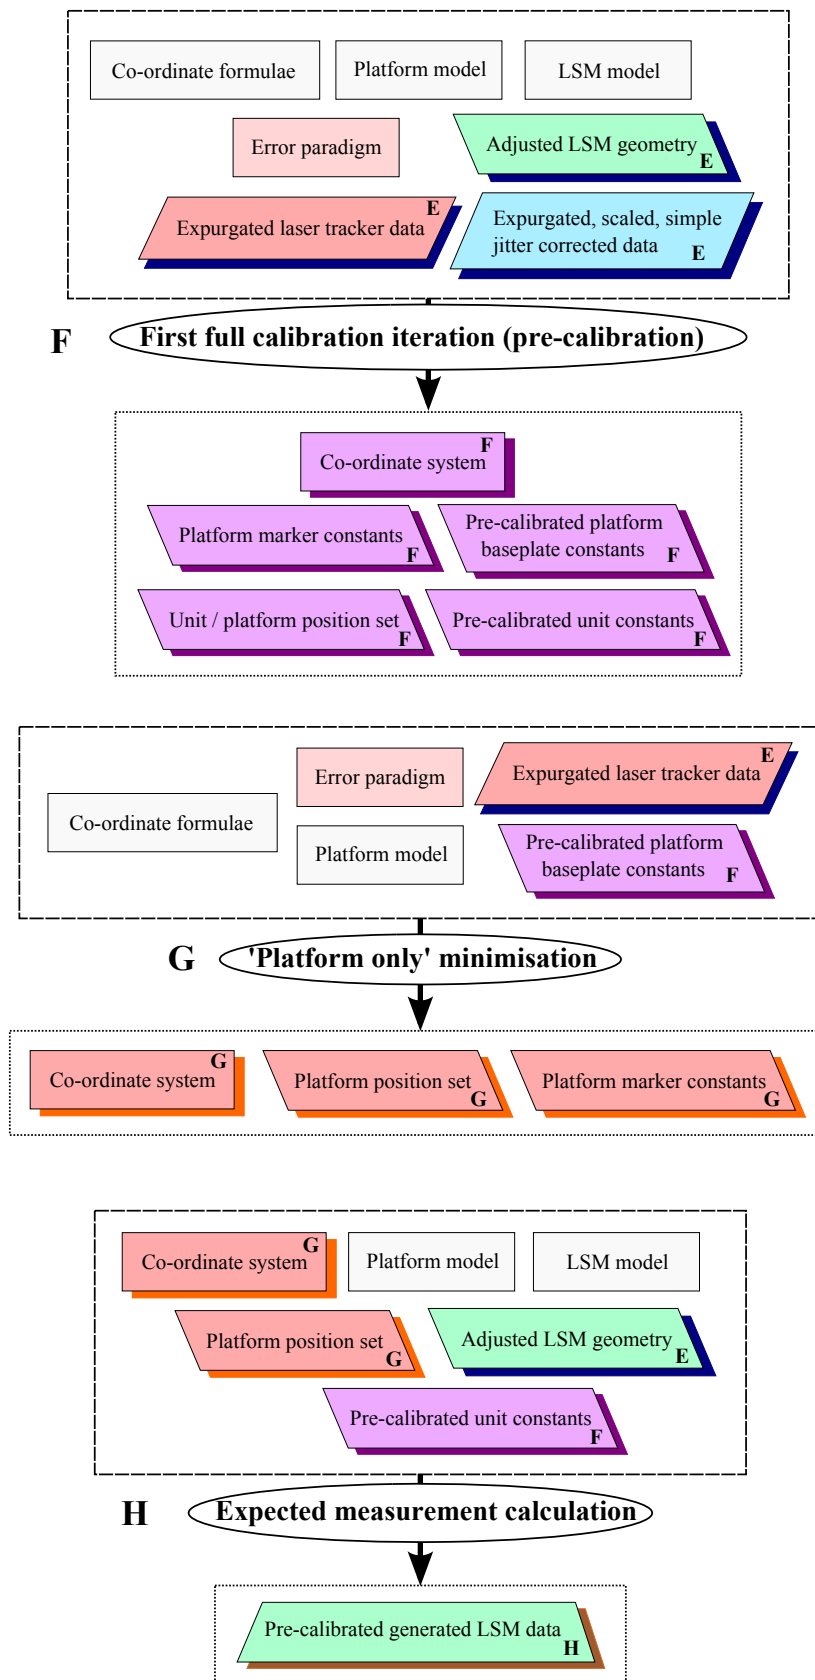 Co-ordinate formulae
Platform model
LSM model
Error paradigm
Adjusted LSM geometry
E
Expurgated laser tracker data
E
Expurgated, scaled, simple
jitter corrected data
E
F
First full calibration iteration (pre-calibration)
Co-ordinate system
F
Platform marker constants
F
Pre-calibrated platform
baseplate constants
F
Unit / platform position set
F
Pre-calibrated unit constants
F
Co-ordinate formulae
Error paradigm
Expurgated laser tracker data
E
Platform model
Pre-calibrated platform
baseplate constants
F
G
'Platform only' minimisation
Co-ordinate system
G
Platform position set
G
Platform marker constants
G
Co-ordinate system
G
Platform model
LSM model
Platform position set
G
Adjusted LSM geometry
E
Pre-calibrated unit constants
F
H
Expected measurement calculation
Pre-calibrated generated LSM data
H